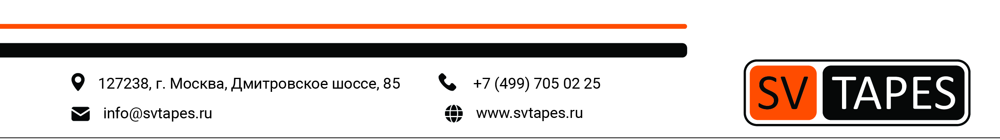 127238, г. Москва, Дмитровское шоссе, 85
+7 (499) 705 02 25
info@svtapes.ru
www.svtapes.ru
SV TAPES